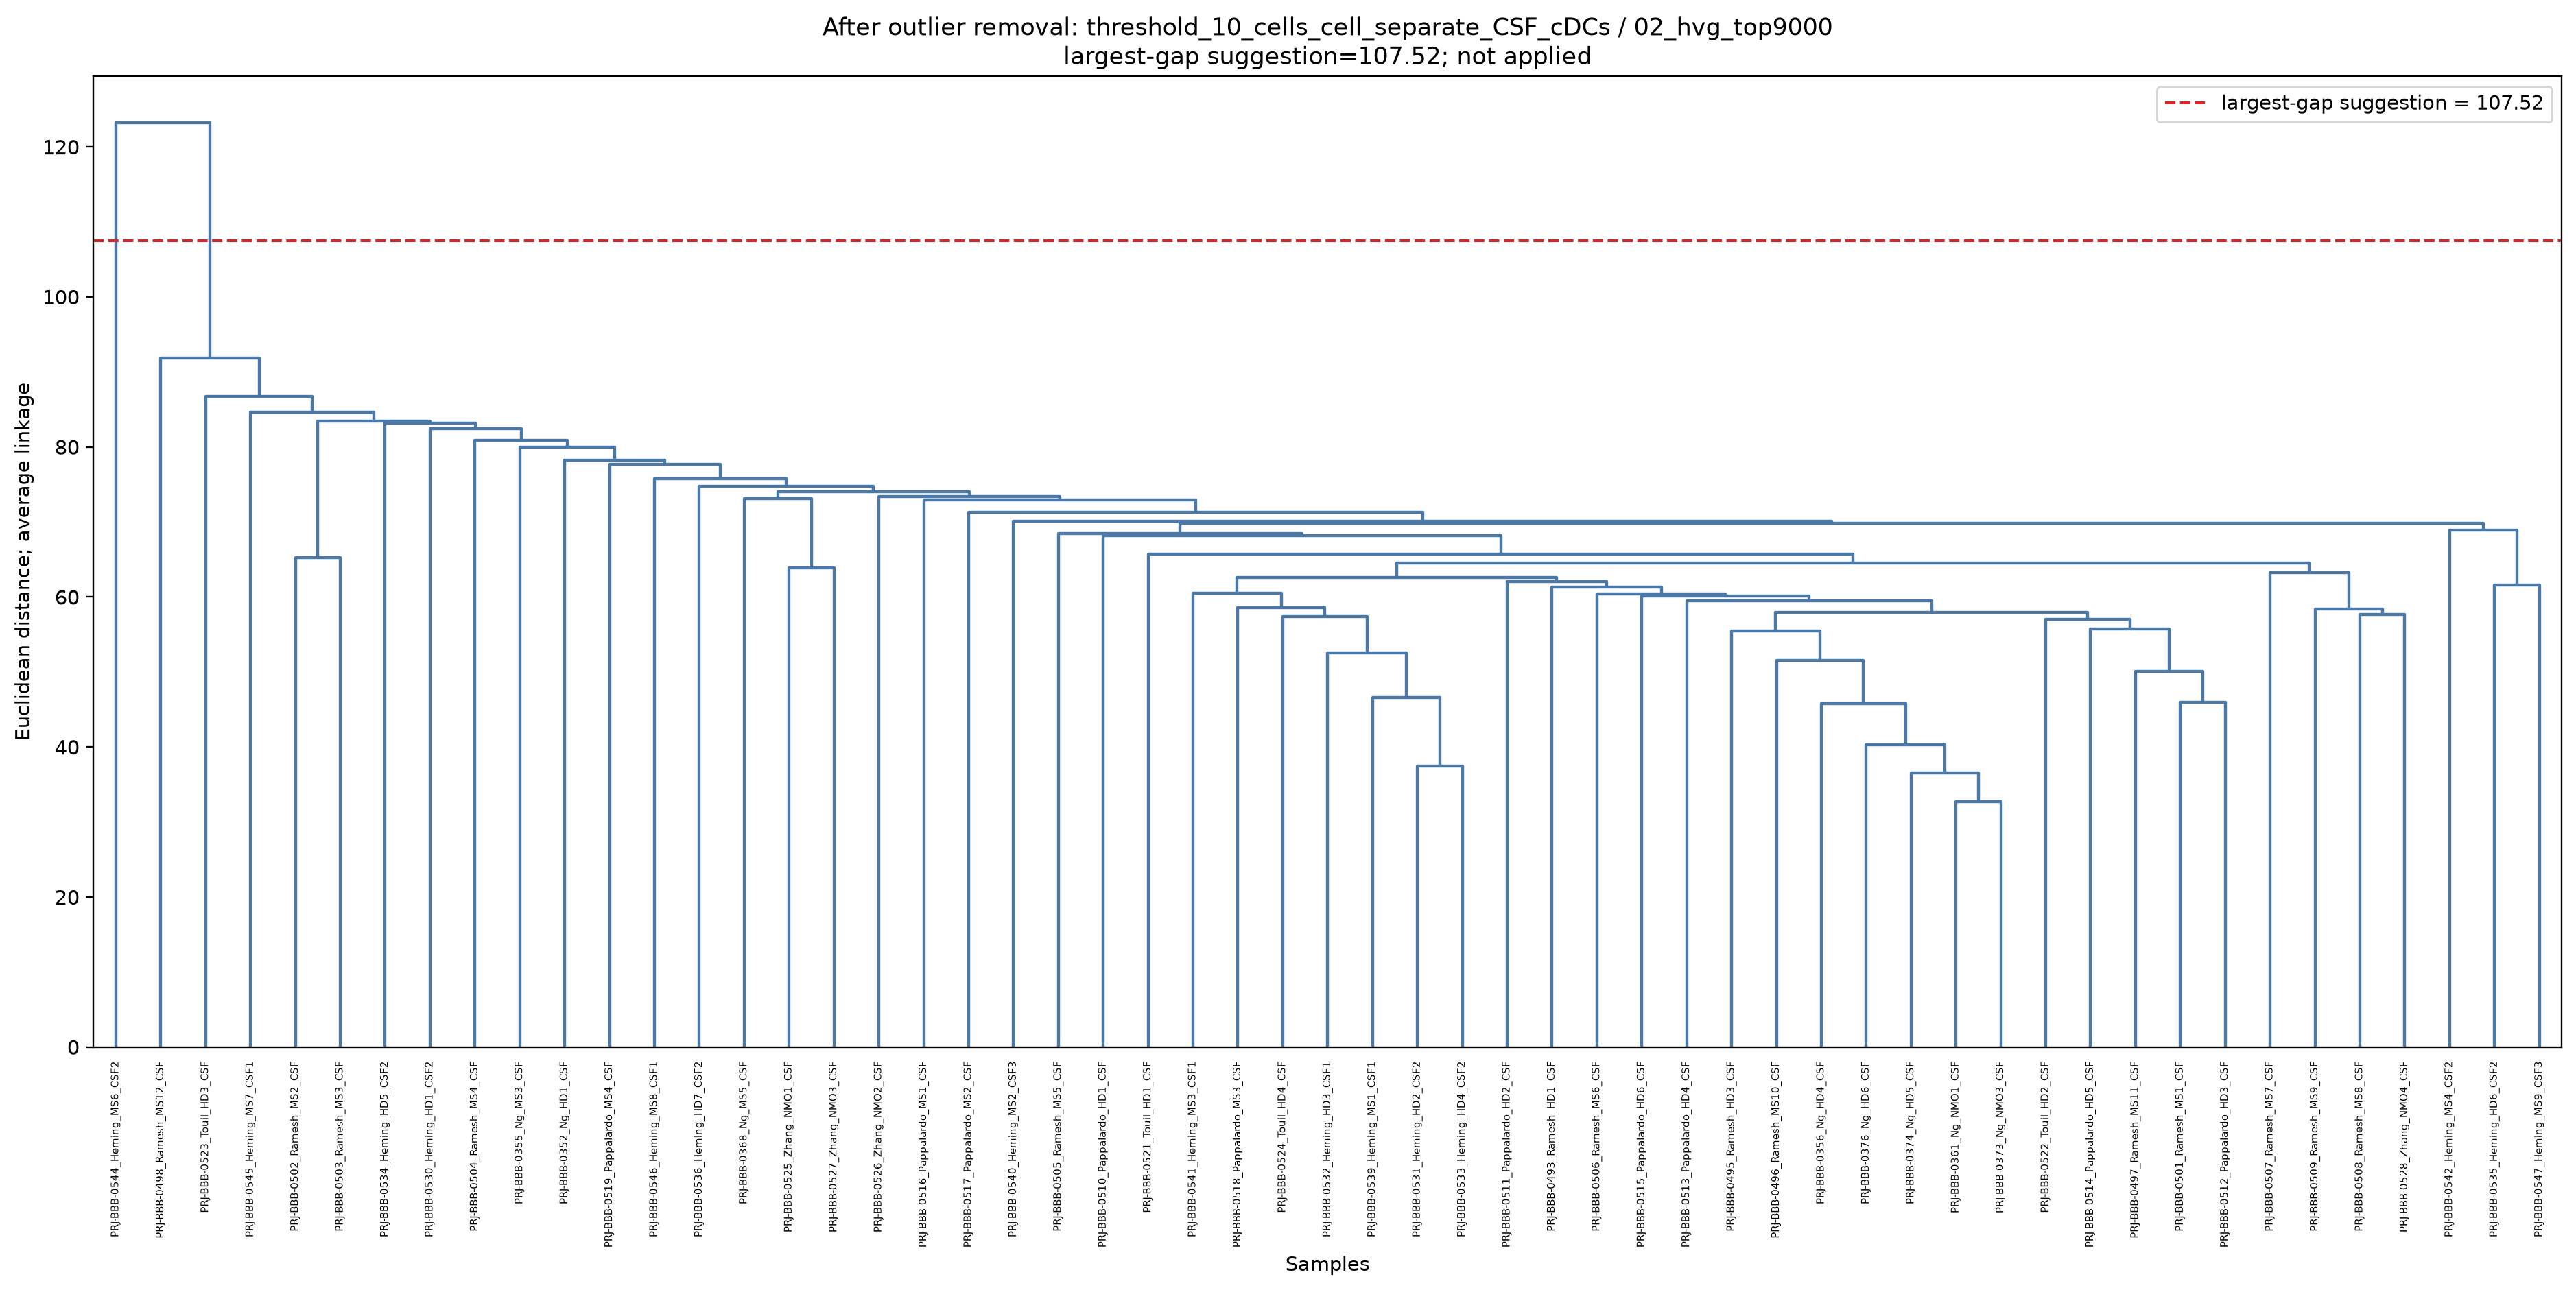 After outlier removal: threshold_10_cells_cell_separate_CSF_cDCs / 02_hvg_top9000
largest-gap suggestion=107.52; not applied
largest-gap suggestion = 107.52
Euclidean distance; average linkage
120
100
80
60
40
20
0
PRJ-BBB-0544_Heming_MS6_CSF2
PRJ-BBB-0498_Ramesh_MS12_CSF
PRJ-BBB-0523_Touil_HD3_CSF
PRJ-BBB-0545_Heming_MS7_CSF1
PRJ-BBB-0502_Ramesh_MS2_CSF
PRJ-BBB-0503_Ramesh_MS3_CSF
PRJ-BBB-0534_Heming_HD5_CSF2
PRJ-BBB-0530_Heming_HD1_CSF2
PRJ-BBB-0504_Ramesh_MS4_CSF
PRJ-BBB-0355_Ng_MS3_CSF
PRJ-BBB-0352_Ng_HD1_CSF
PRJ-BBB-0519_Pappalardo_MS4_CSF
PRJ-BBB-0546_Heming_MS8_CSF1
PRJ-BBB-0536_Heming_HD7_CSF2
PRJ-BBB-0368_Ng_MS5_CSF
PRJ-BBB-0525_Zhang_NMO1_CSF
PRJ-BBB-0527_Zhang_NMO3_CSF
PRJ-BBB-0526_Zhang_NMO2_CSF
PRJ-BBB-0516_Pappalardo_MS1_CSF
PRJ-BBB-0517_Pappalardo_MS2_CSF
PRJ-BBB-0540_Heming_MS2_CSF3
PRJ-BBB-0505_Ramesh_MS5_CSF
PRJ-BBB-0510_Pappalardo_HD1_CSF
PRJ-BBB-0521_Touil_HD1_CSF
PRJ-BBB-0541_Heming_MS3_CSF1
PRJ-BBB-0518_Pappalardo_MS3_CSF
PRJ-BBB-0524_Touil_HD4_CSF
PRJ-BBB-0532_Heming_HD3_CSF1
PRJ-BBB-0539_Heming_MS1_CSF1
PRJ-BBB-0531_Heming_HD2_CSF2
PRJ-BBB-0533_Heming_HD4_CSF2
PRJ-BBB-0511_Pappalardo_HD2_CSF
PRJ-BBB-0493_Ramesh_HD1_CSF
PRJ-BBB-0506_Ramesh_MS6_CSF
PRJ-BBB-0515_Pappalardo_HD6_CSF
PRJ-BBB-0513_Pappalardo_HD4_CSF
PRJ-BBB-0495_Ramesh_HD3_CSF
PRJ-BBB-0496_Ramesh_MS10_CSF
PRJ-BBB-0356_Ng_HD4_CSF
PRJ-BBB-0376_Ng_HD6_CSF
PRJ-BBB-0374_Ng_HD5_CSF
PRJ-BBB-0361_Ng_NMO1_CSF
PRJ-BBB-0373_Ng_NMO3_CSF
PRJ-BBB-0522_Touil_HD2_CSF
PRJ-BBB-0514_Pappalardo_HD5_CSF
PRJ-BBB-0497_Ramesh_MS11_CSF
PRJ-BBB-0501_Ramesh_MS1_CSF
PRJ-BBB-0512_Pappalardo_HD3_CSF
PRJ-BBB-0507_Ramesh_MS7_CSF
PRJ-BBB-0509_Ramesh_MS9_CSF
PRJ-BBB-0508_Ramesh_MS8_CSF
PRJ-BBB-0528_Zhang_NMO4_CSF
PRJ-BBB-0542_Heming_MS4_CSF2
PRJ-BBB-0535_Heming_HD6_CSF2
PRJ-BBB-0547_Heming_MS9_CSF3
Samples